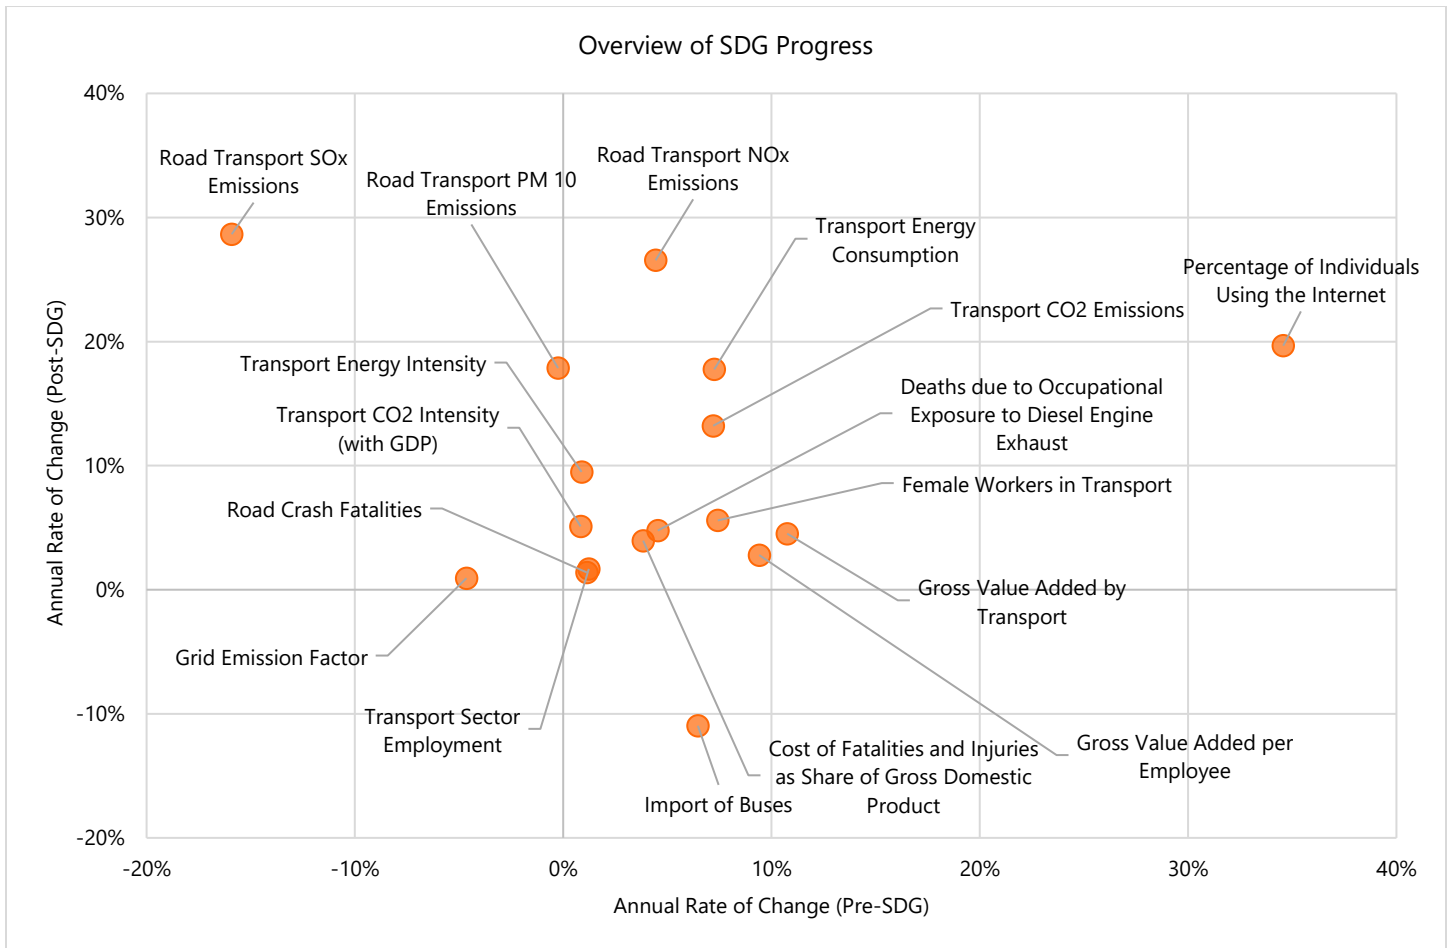 Overview of SDG Progress
40%
30%
20%
10%
0%
-10%
-20%
Annual Rate of Change (Post-SDG)
Road Transport SOx
Emissions
Road Transport PM 10
Emissions
Road Transport NOx
Emissions
Transport Energy
Consumption
Percentage of Individuals
Using the Internet
Transport CO2 Emissions
Transport Energy Intensity
Deaths due to Occupational
Exposure to Diesel Engine
Exhaust
Transport CO2 Intensity
(with GDP)
Female Workers in Transport
Road Crash Fatalities
Gross Value Added by
Transport
Grid Emission Factor
Transport Sector
Employment
Cost of Fatalities and Injuries
as Share of Gross Domestic
Product
Gross Value Added per
Employee
Import of Buses
-20%
-10%
0%
10%
20%
30%
40%
Annual Rate of Change (Pre-SDG)